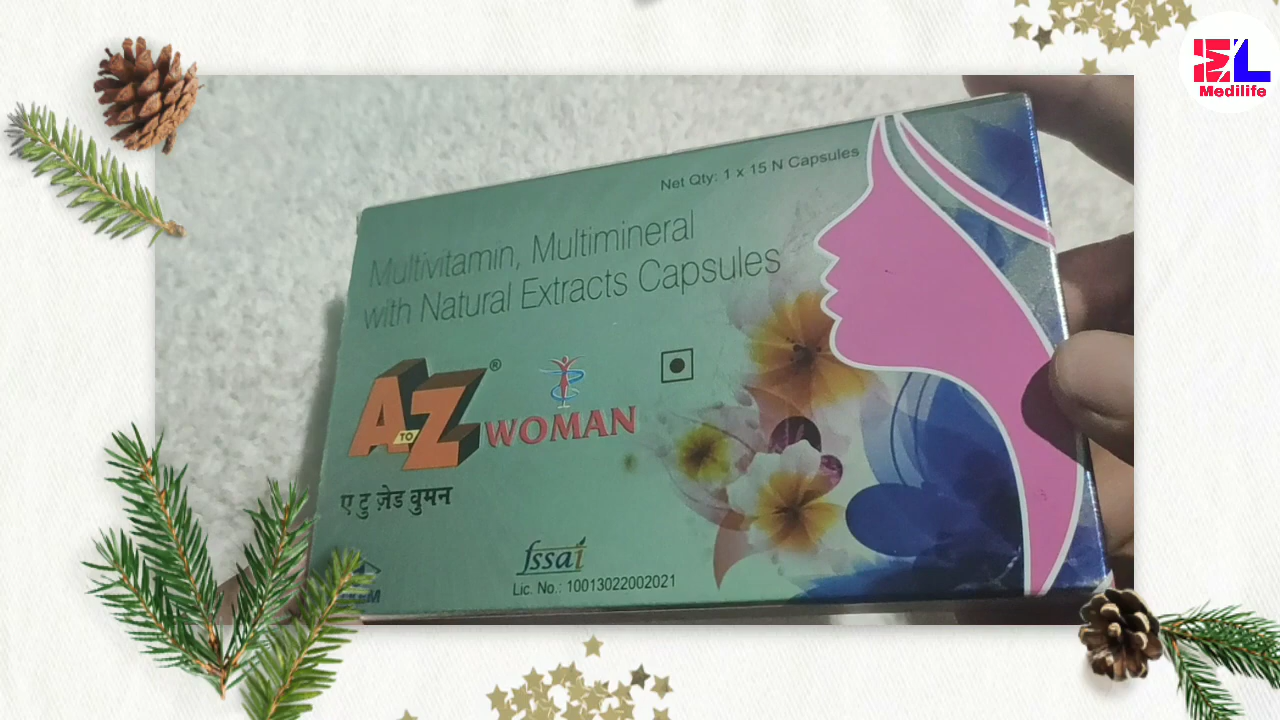 EL
Medilife
Net Qty: 1 x 15 N Capsules
Multivitamin, Multimineral
with Natural Extracts Capsules
A TO Z® WOMAN
ए टु ज़ेड वुमन
fssai
Lic. No.: 10013022002021